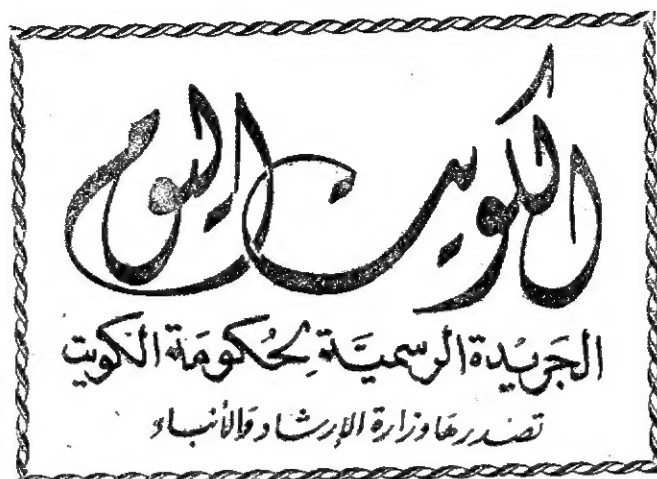 الكويت اليوم
الجريدة الرسمية لحكومة الكويت
تصدرها وزارة الإرشاد والأنباء